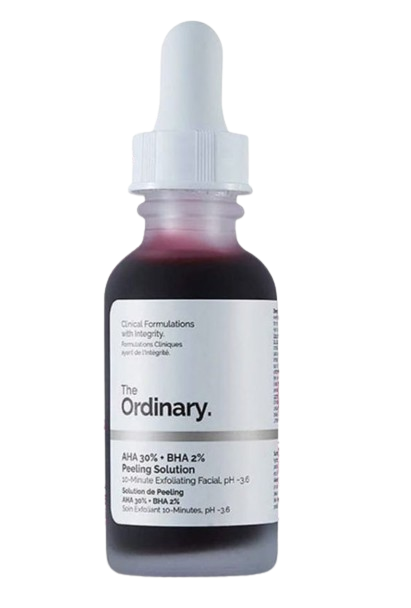 Clinical Formulations
with Integrity.
Formulations Cliniques
ayant de l'intégrité.
The
Ordinary.
AHA 30% + BHA 2%
Peeling Solution
10-Minute Exfoliating Facial, pH ~3.6
Solution de Peeling
AHA 30% + BHA 2%
Soin Exfoliant 10-Minutes, pH ~3.6